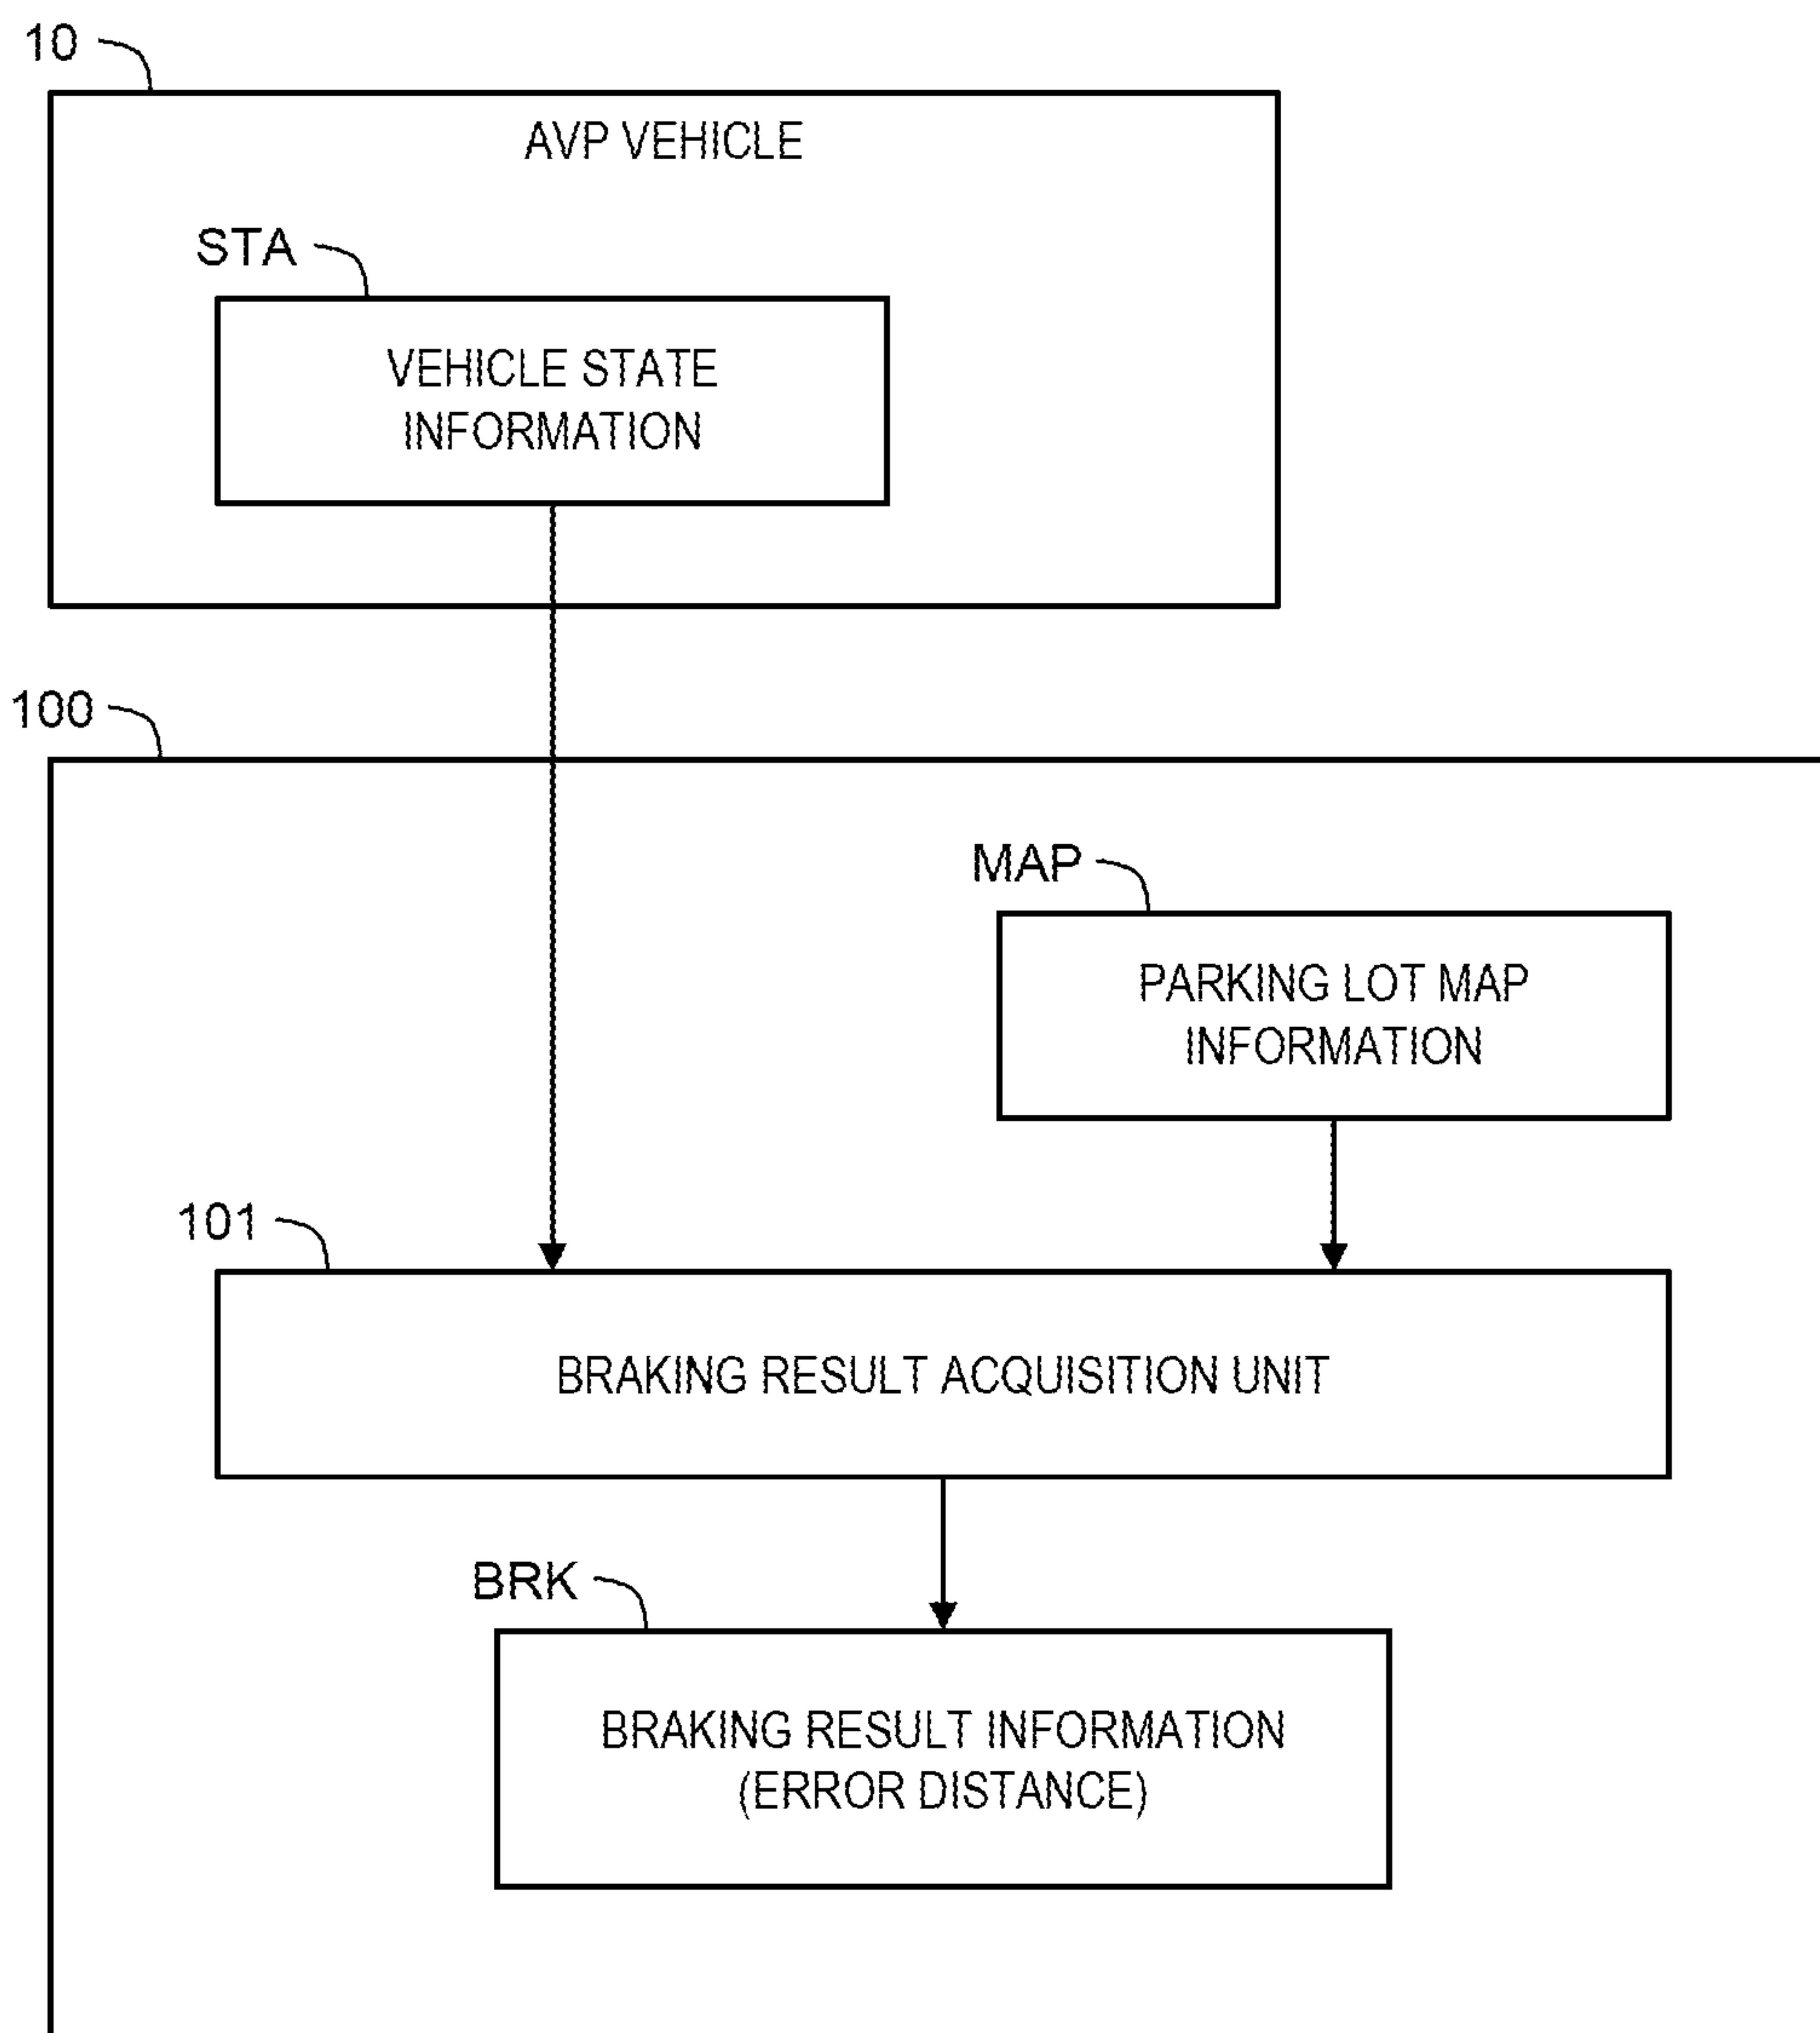 10
AVP VEHICLE
STA
VEHICLE STATE
INFORMATION
100
MAP
PARKING LOT MAP
INFORMATION
101
BRAKING RESULT ACQUISITION UNIT
BRK
BRAKING RESULT INFORMATION
(ERROR DISTANCE)